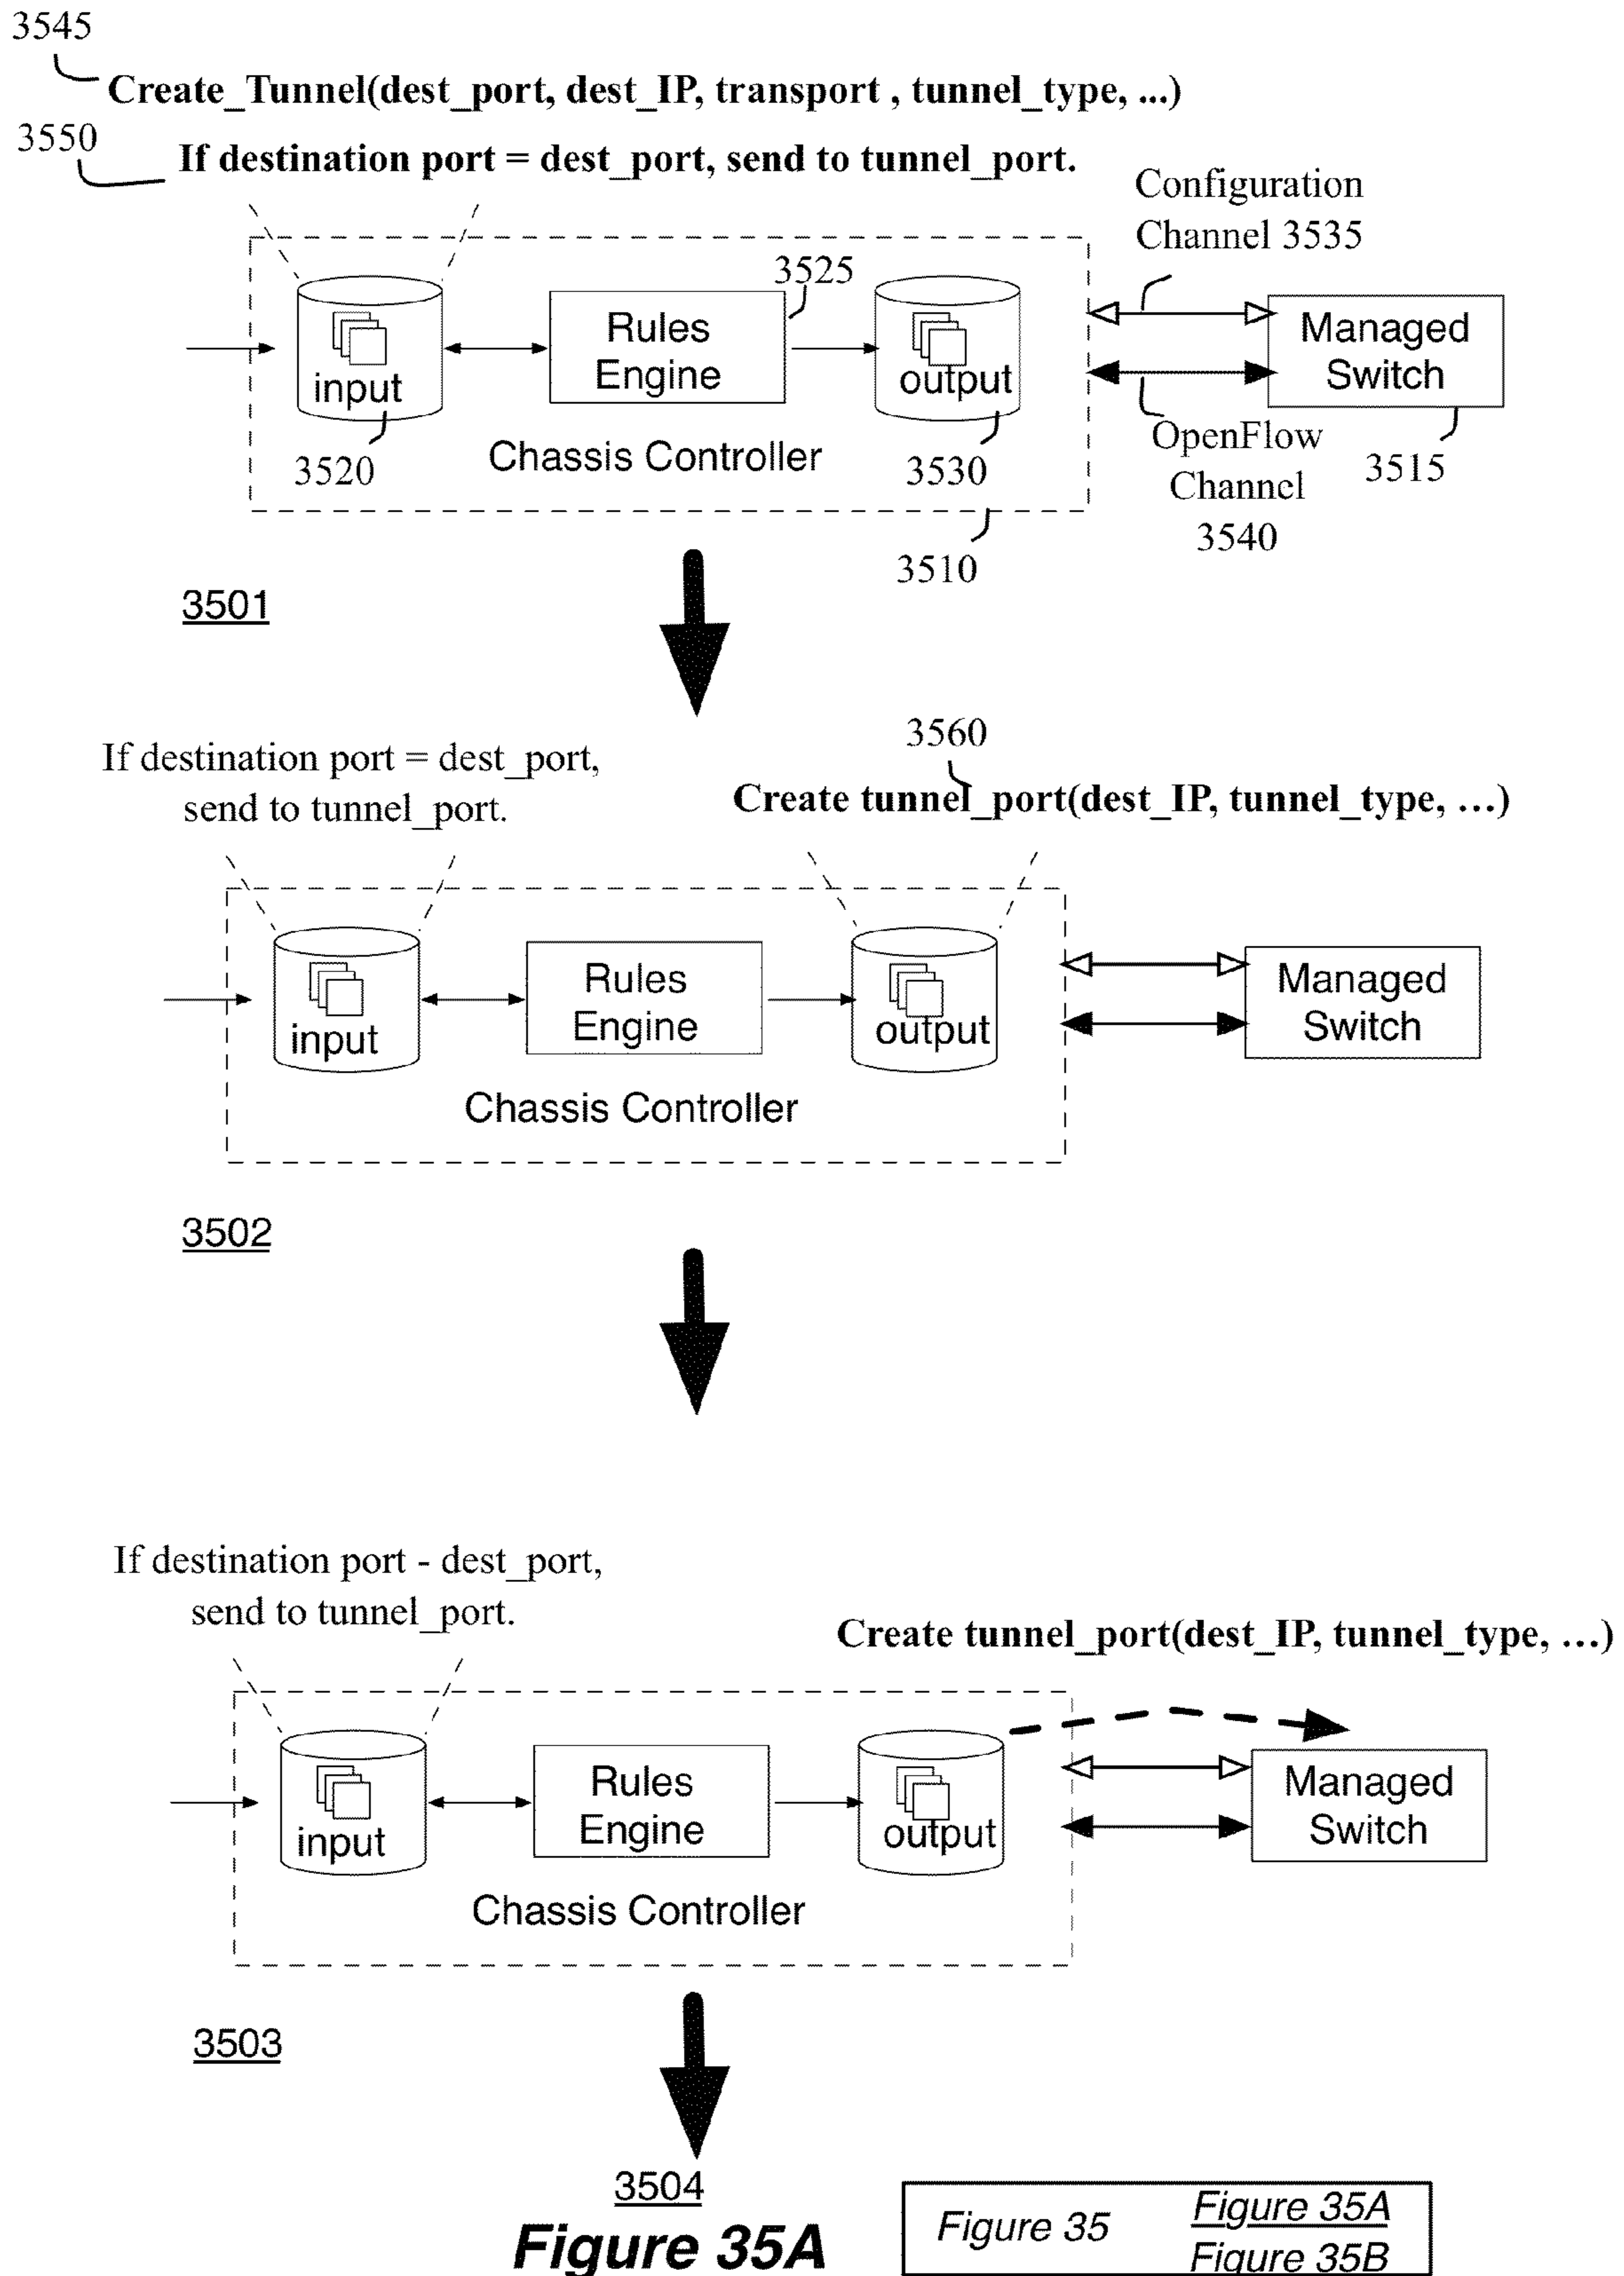 3545
Create_Tunnel(dest_port, dest_IP, transport , tunnel_type, ...)
3550
If destination port = dest_port, send to tunnel_port.
Configuration
Channel 3535
3525
input
Rules
Engine
output
Managed
Switch
3520
Chassis Controller
3530
OpenFlow
Channel
3540
3515
3510
3501
3560
If destination port = dest_port,
send to tunnel_port.
Create tunnel_port(dest_IP, tunnel_type, …)
input
Rules
Engine
output
Managed
Switch
Chassis Controller
3502
If destination port - dest_port,
send to tunnel_port.
Create tunnel_port(dest_IP, tunnel_type, …)
input
Rules
Engine
output
Managed
Switch
Chassis Controller
3503
3504
Figure 35A
Figure 35
Figure 35A
Figure 35B